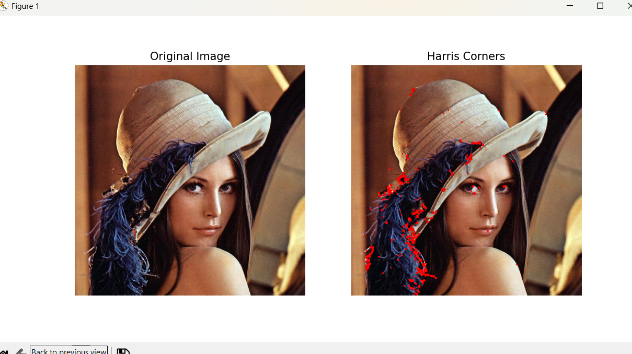 Figure 1
Original Image
Harris Corners
Back to previous view